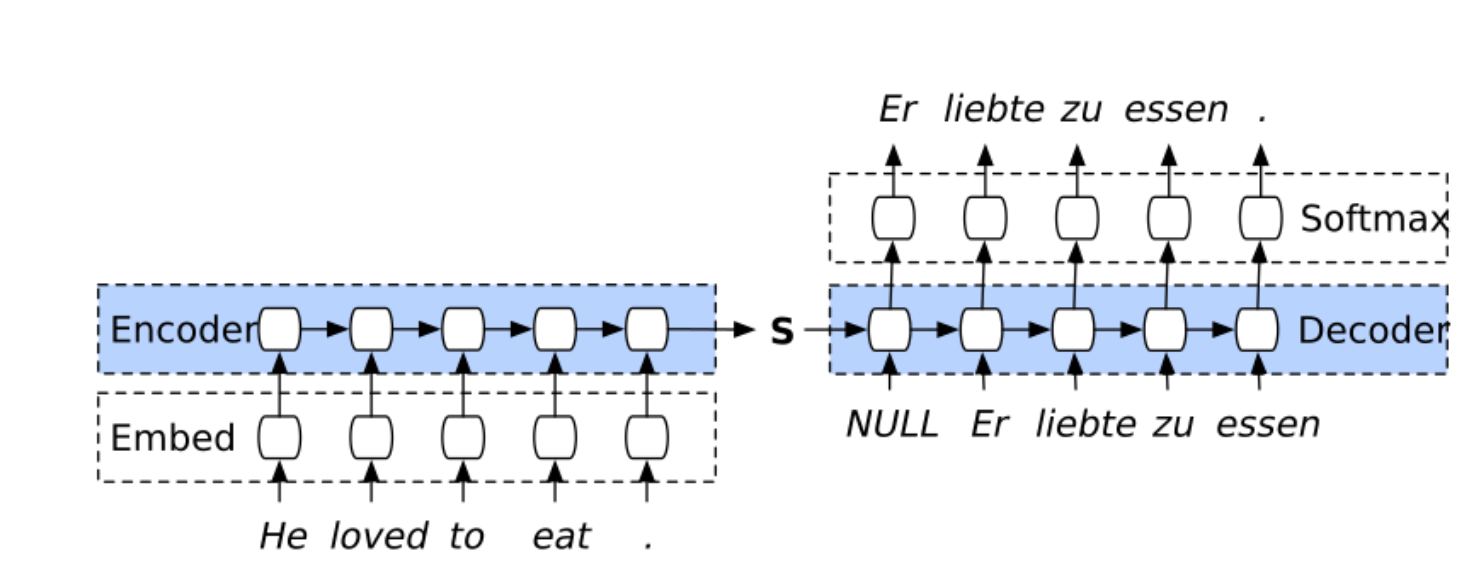 Er liebte zu essen .
Softmax
Encoder
S
Decoder
Embed
NULL Er liebte zu essen
He loved to eat .